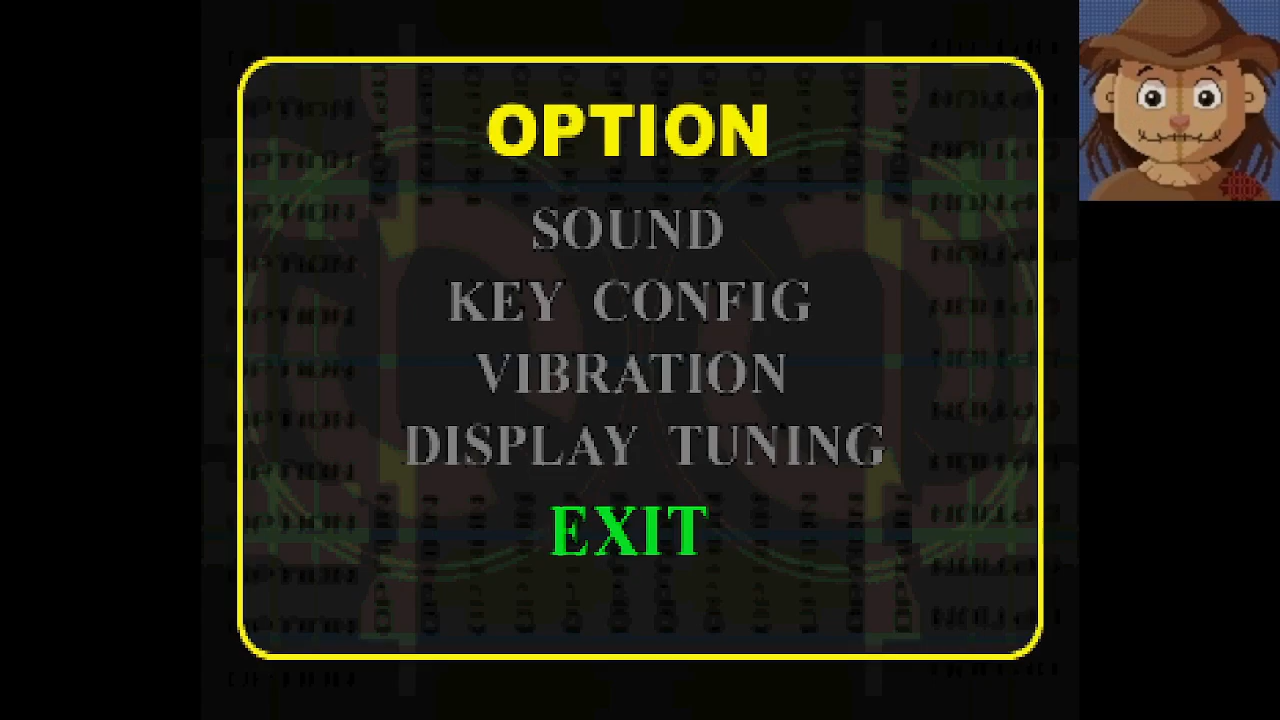 OPTION
SOUND
KEY CONFIG
VIBRATION
DISPLAY TUNING
EXIT